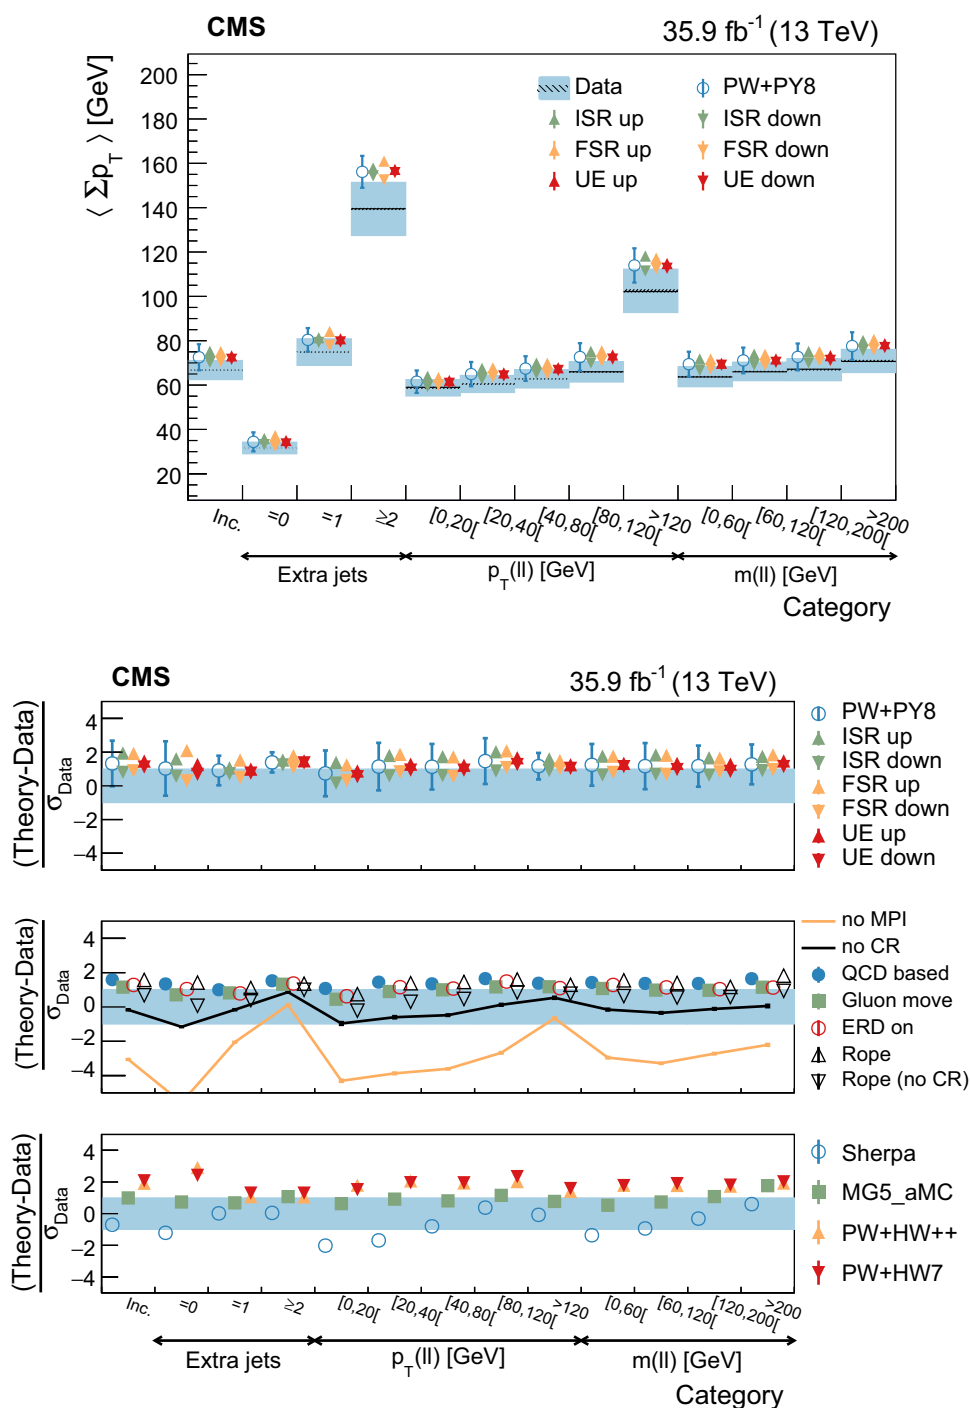 CMS
35.9 fb⁻¹ (13 TeV)
⟨ Σp_T ⟩ [GeV]
200
180
160
140
120
100
80
60
40
20
Data
PW+PY8
ISR up
ISR down
FSR up
FSR down
UE up
UE down
Inc.
=0
=1
≥2
[0,20[
[20,40[
[40,80[
[80,120[
>120
[0,60[
[60,120[
[120,200[
>200
Extra jets
p_T(ll) [GeV]
m(ll) [GeV]
Category
CMS
35.9 fb⁻¹ (13 TeV)
(Theory-Data)
σ_Data
4
2
0
−2
−4
PW+PY8
ISR up
ISR down
FSR up
FSR down
UE up
UE down
(Theory-Data)
σ_Data
4
2
0
−2
−4
no MPI
no CR
QCD based
Gluon move
ERD on
Rope
Rope (no CR)
(Theory-Data)
σ_Data
4
2
0
−2
−4
Sherpa
MG5_aMC
PW+HW++
PW+HW7
Inc.
=0
=1
≥2
[0,20[
[20,40[
[40,80[
[80,120[
>120
[0,60[
[60,120[
[120,200[
>200
Extra jets
p_T(ll) [GeV]
m(ll) [GeV]
Category